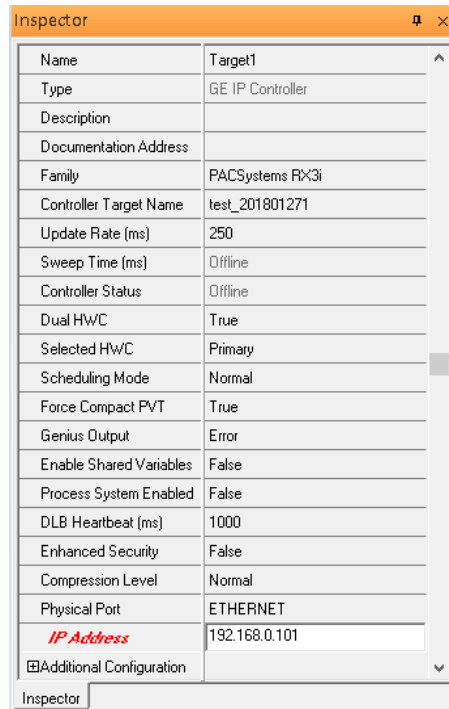 Inspector
Name Target1
Type GE IP Controller
Description
Documentation Address
Family PACSystems RX3i
Controller Target Name test_201801271
Update Rate (ms) 250
Sweep Time (ms) Offline
Controller Status Offline
Dual HWC True
Selected HWC Primary
Scheduling Mode Normal
Force Compact PVT True
Genius Output Error
Enable Shared Variables False
Process System Enabled False
DLB Heartbeat (ms) 1000
Enhanced Security False
Compression Level Normal
Physical Port ETHERNET
IP Address 192.168.0.101
Additional Configuration
Inspector